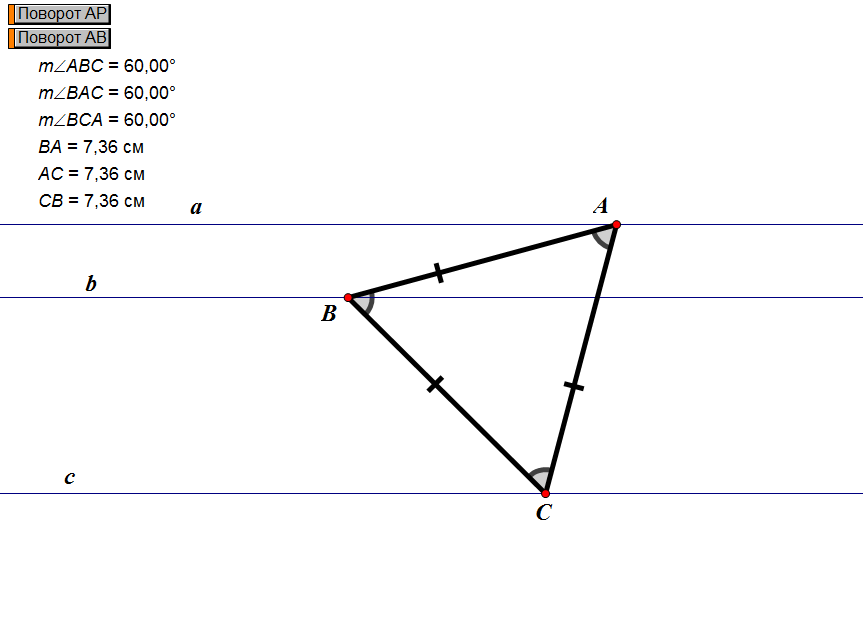 Поворот AP
Поворот AB
m∠ABC = 60,00°
m∠BAC = 60,00°
m∠BCA = 60,00°
BA = 7,36 см
AC = 7,36 см
CB = 7,36 см
a
A
b
B
c
C